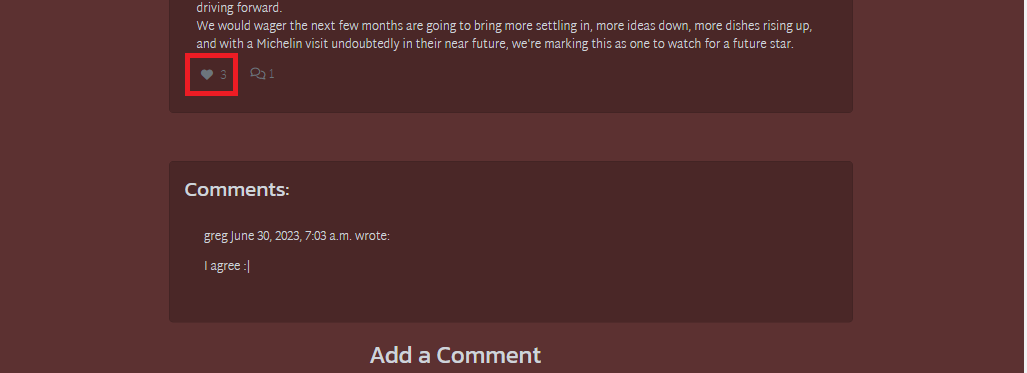 driving forward.
We would wager the next few months are going to bring more settling in, more ideas down, more dishes rising up,
and with a Michelin visit undoubtedly in their near future, we're marking this as one to watch for a future star.
3 1
Comments:
greg June 30, 2023, 7:03 a.m. wrote:
I agree :|
Add a Comment